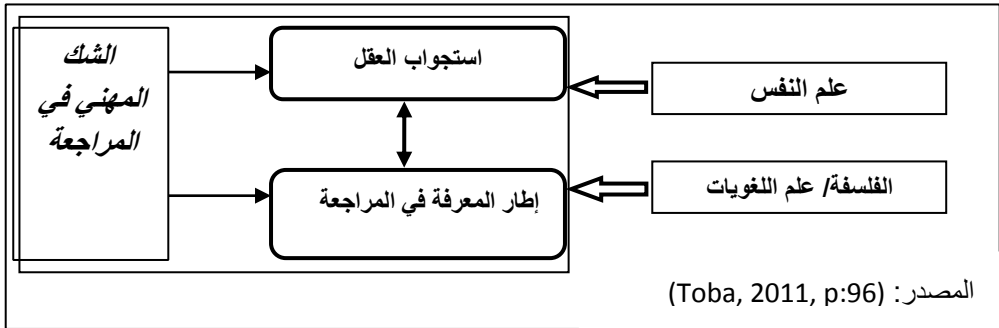 الشك
المهني في
المراجعة
استجواب العقل
إطار المعرفة في المراجعة
علم النفس
الفلسفة/ علم اللغويات
المصدر: (Toba, 2011, p:96)